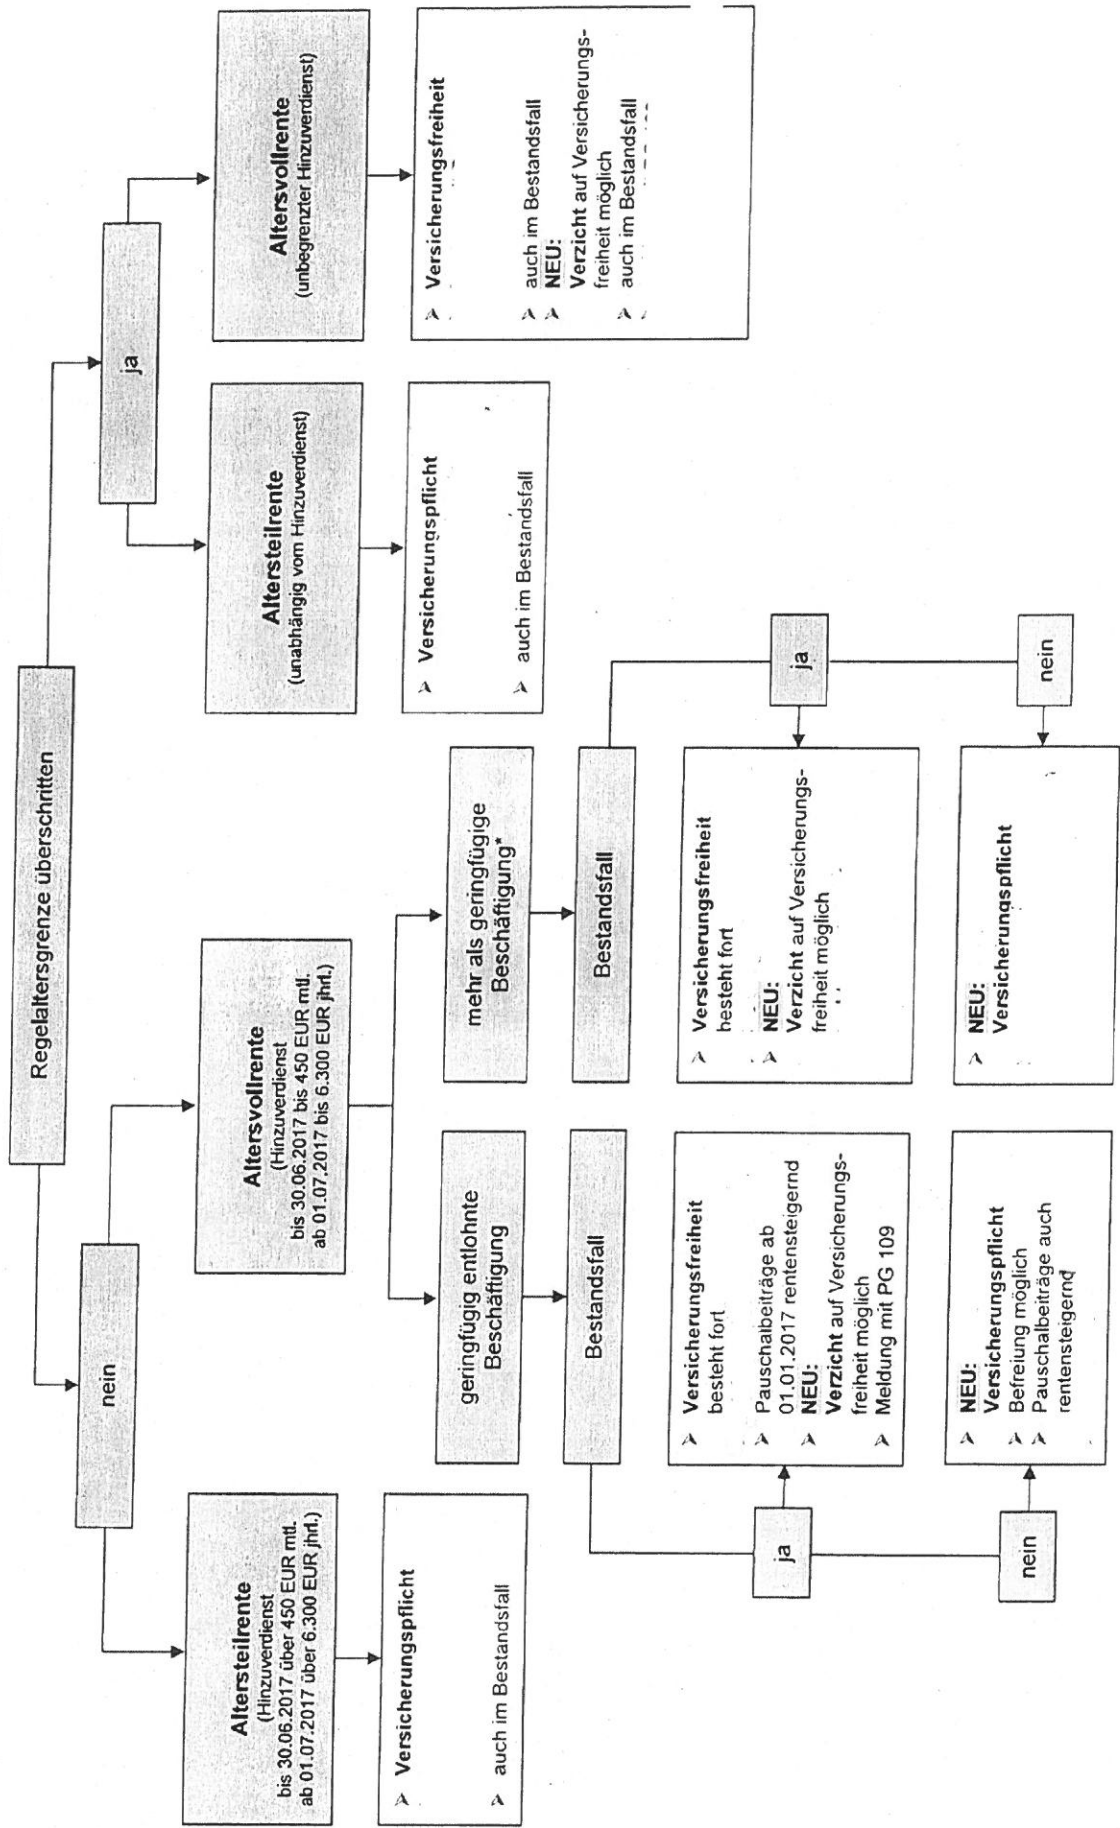 Regelaltersgrenze überschritten
nein
ja
Altersteilrente
(Hinzuverdienst
bis 30.06.2017 über 450 EUR mtl.
ab 01.07.2017 über 6.300 EUR jhrl.)
Altersvollrente
(Hinzuverdienst
bis 30.06.2017 bis 450 EUR mtl.
ab 01.07.2017 bis 6.300 EUR jhrl.)
Altersteilrente
(unabhängig vom Hinzuverdienst)
Altersvollrente
(unbegrenzter Hinzuverdienst)
➢ Versicherungspflicht
➢ auch im Bestandsfall
geringfügig entlohnte
Beschäftigung
mehr als geringfügige
Beschäftigung*
➢ Versicherungspflicht
➢ auch im Bestandsfall
➢ Versicherungsfreiheit
➢ auch im Bestandsfall
➢ NEU:
Verzicht auf Versicherungs-
freiheit möglich
➢ auch im Bestandsfall
Bestandsfall
Bestandsfall
ja
➢ Versicherungsfreiheit
besteht fort
➢ Pauschalbeiträge ab
01.01.2017 rentensteigernd
➢ NEU:
Verzicht auf Versicherungs-
freiheit möglich
➢ Meldung mit PG 109
➢ Versicherungsfreiheit
besteht fort
➢ NEU:
Verzicht auf Versicherungs-
freiheit möglich
ja
nein
➢ NEU:
Versicherungspflicht
➢ Befreiung möglich
➢ Pauschalbeiträge auch
rentensteigernd
➢ NEU:
Versicherungspflicht
nein